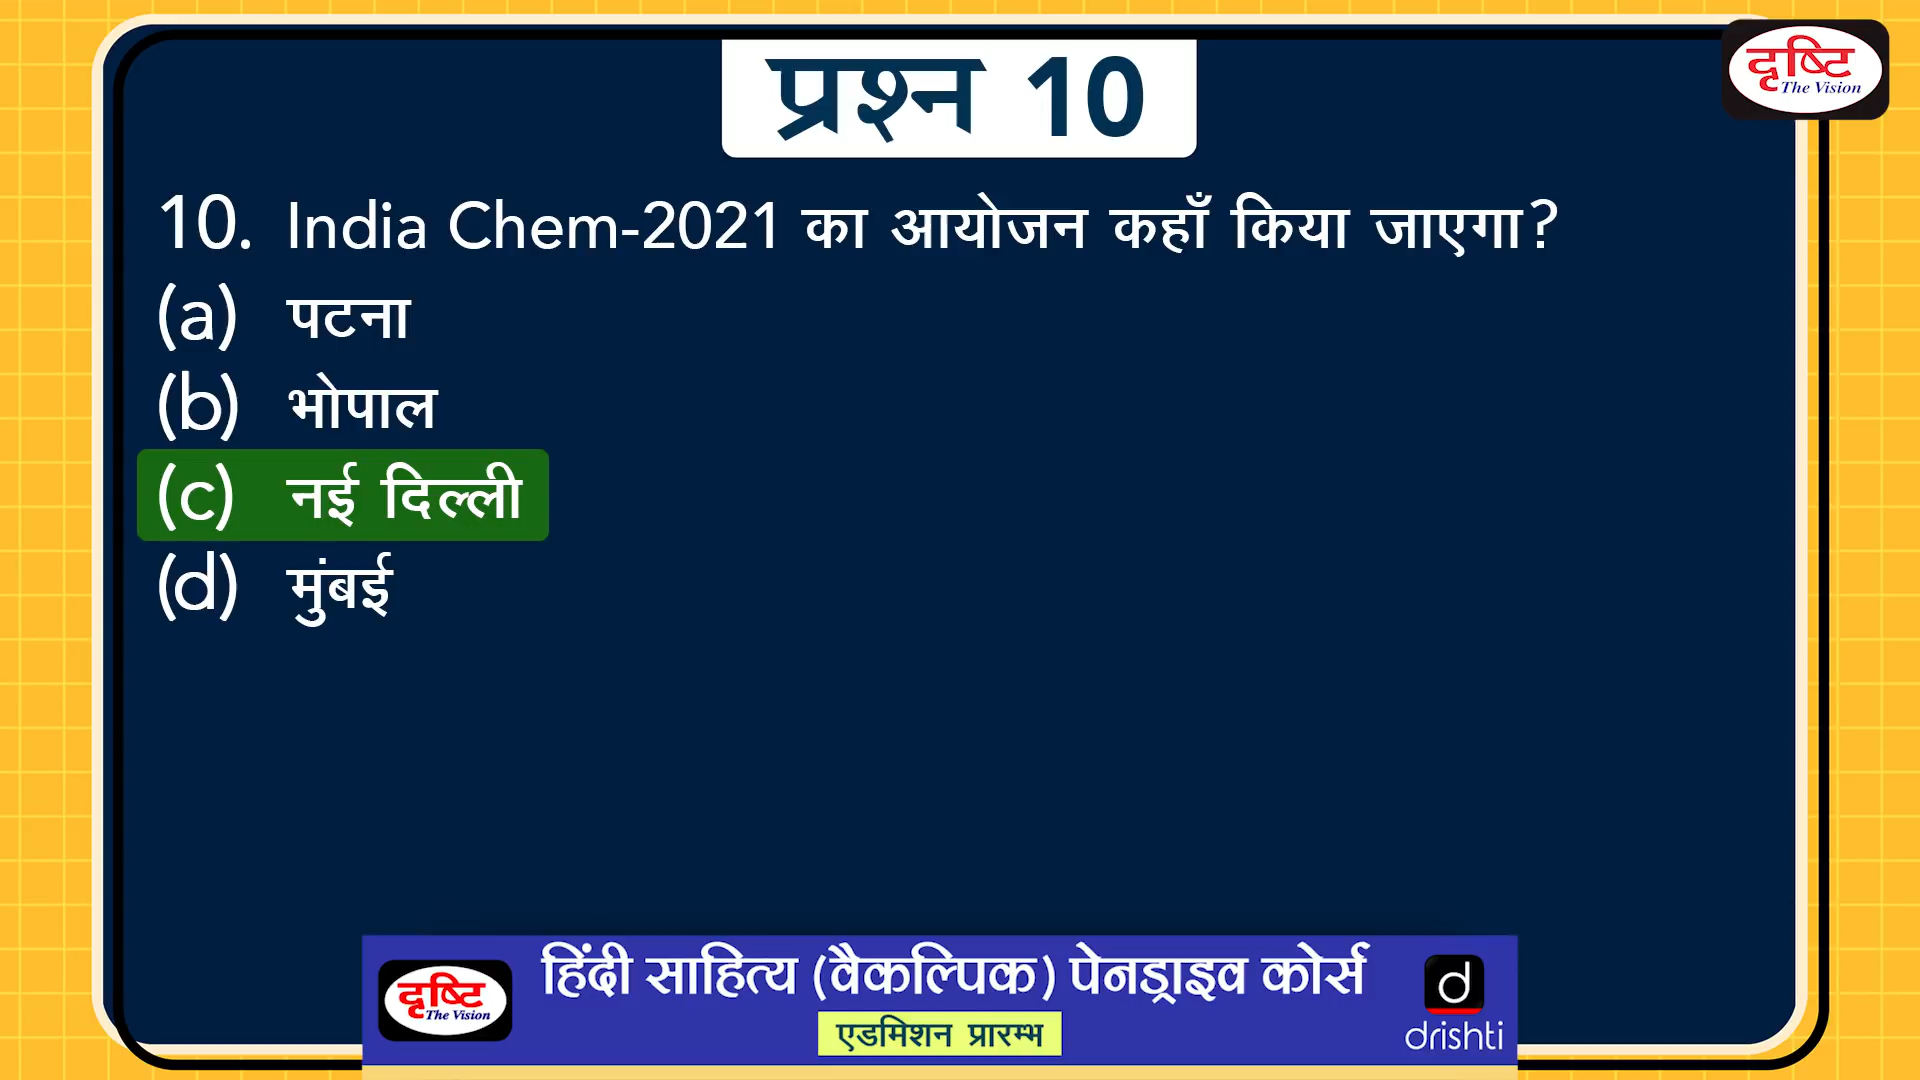 प्रश्न 10
दृष्टि
The Vision
10. India Chem-2021 का आयोजन कहाँ किया जाएगा?
(a) पटना
(b) भोपाल
(c) नई दिल्ली
(d) मुंबई
हिंदी साहित्य (वैकल्पिक) पेनड्राइव कोर्स
एडमिशन प्रारम्भ
दृष्टि
The Vision
d
drishti